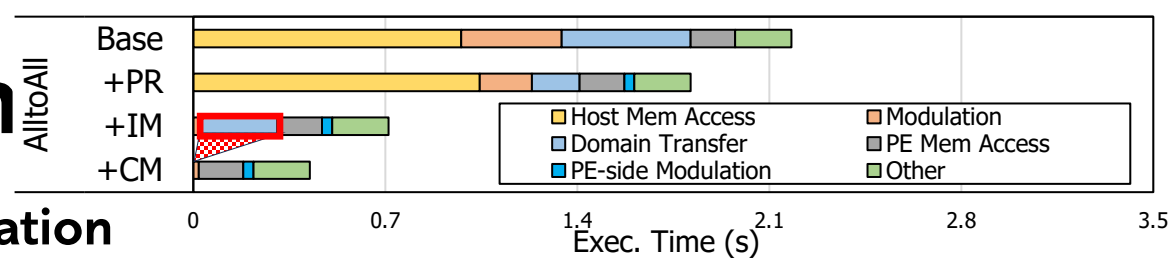 AlltoAll
Base
+PR
+IM
+CM
Host Mem Access
Modulation
Domain Transfer
PE Mem Access
PE-side Modulation
Other
0 0.7 1.4 2.1 2.8 3.5
Exec. Time (s)